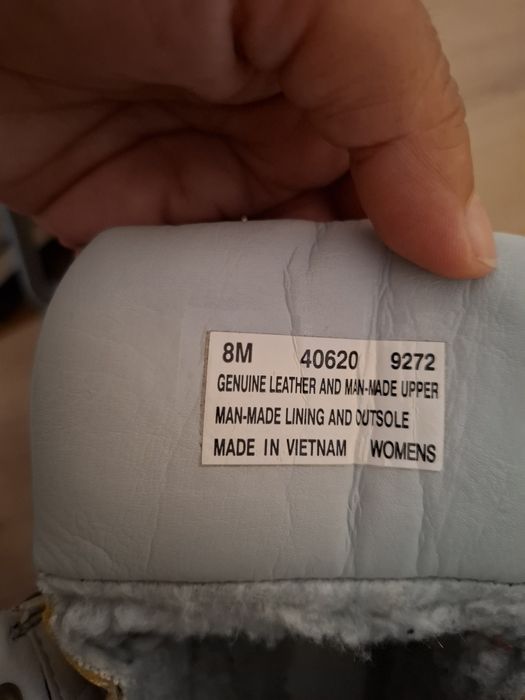 8M 40620 9272
GENUINE LEATHER AND MAN-MADE UPPER
MAN-MADE LINING AND OUTSOLE
MADE IN VIETNAM WOMENS